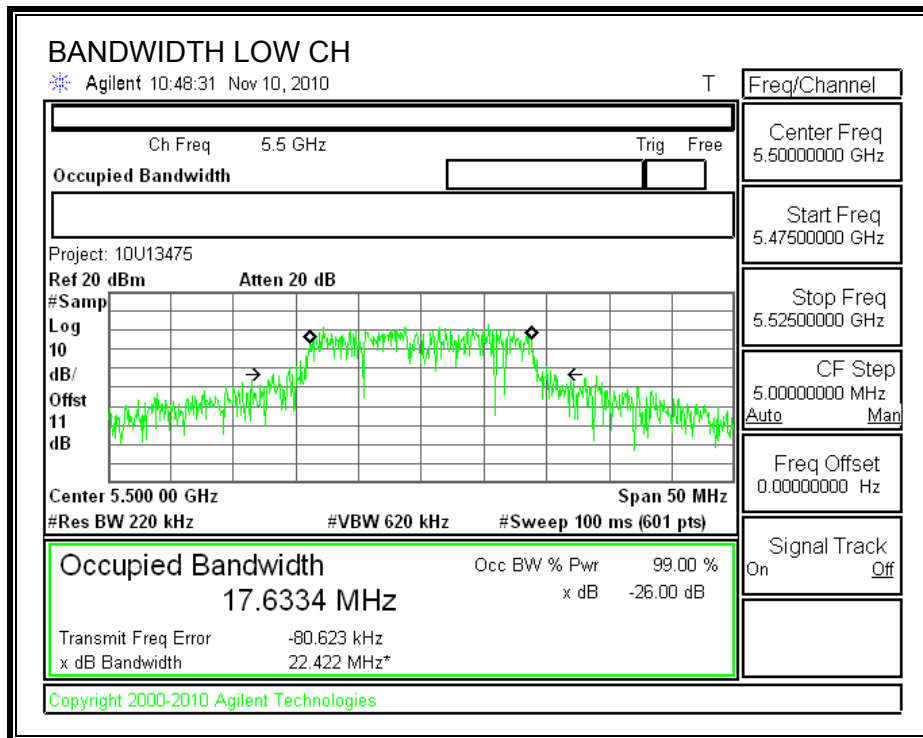 BANDWIDTH LOW CH
Agilent 10:48:31 Nov 10, 2010 T
Freq/Channel
Ch Freq 5.5 GHz Trig Free
Occupied Bandwidth
Center Freq
5.50000000 GHz
Start Freq
5.47500000 GHz
Stop Freq
5.52500000 GHz
CF Step
5.00000000 MHz
Auto Man
Freq Offset
0.00000000 Hz
Signal Track
On Off
Project: 10U13475
Ref 20 dBm Atten 20 dB
#Samp
Log
10
dB/
Offst
11
dB
Center 5.500 00 GHz Span 50 MHz
#Res BW 220 kHz #VBW 620 kHz #Sweep 100 ms (601 pts)
Occupied Bandwidth
17.6334 MHz
Occ BW % Pwr 99.00 %
x dB -26.00 dB
Transmit Freq Error -80.623 kHz
x dB Bandwidth 22.422 MHz*
Copyright 2000-2010 Agilent Technologies